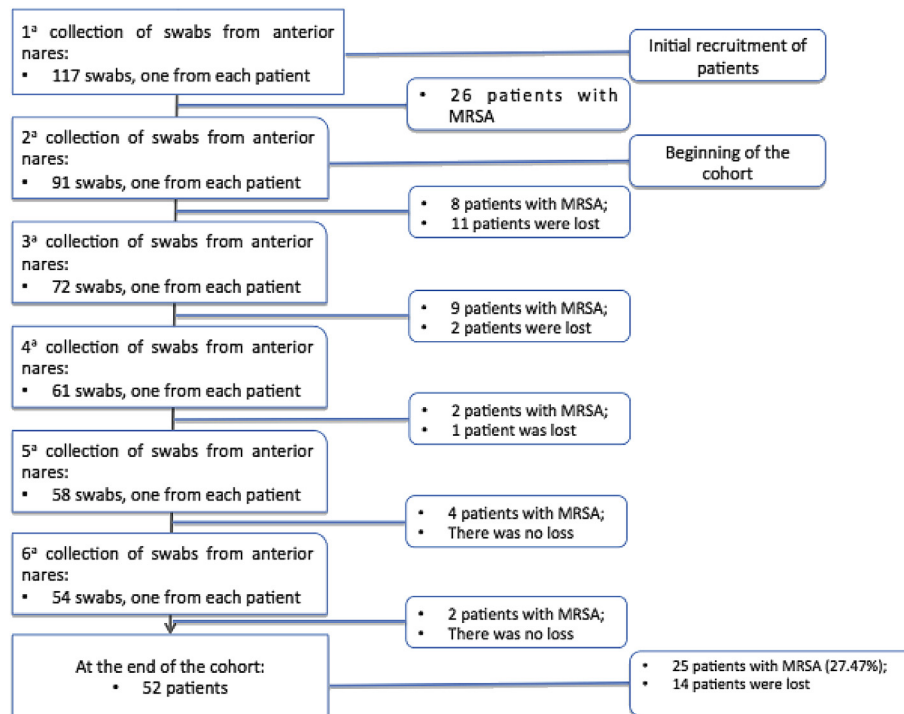 1ª collection of swabs from anterior
nares:
• 117 swabs, one from each patient
Initial recruitment of
patients
• 26 patients with
MRSA
2ª collection of swabs from anterior
nares:
• 91 swabs, one from each patient
Beginning of the
cohort
• 8 patients with MRSA;
• 11 patients were lost
3ª collection of swabs from anterior
nares:
• 72 swabs, one from each patient
• 9 patients with MRSA;
• 2 patients were lost
4ª collection of swabs from anterior
nares:
• 61 swabs, one from each patient
• 2 patients with MRSA;
• 1 patient was lost
5ª collection of swabs from anterior
nares:
• 58 swabs, one from each patient
• 4 patients with MRSA;
• There was no loss
6ª collection of swabs from anterior
nares:
• 54 swabs, one from each patient
• 2 patients with MRSA;
• There was no loss
At the end of the cohort:
• 52 patients
• 25 patients with MRSA (27.47%);
• 14 patients were lost